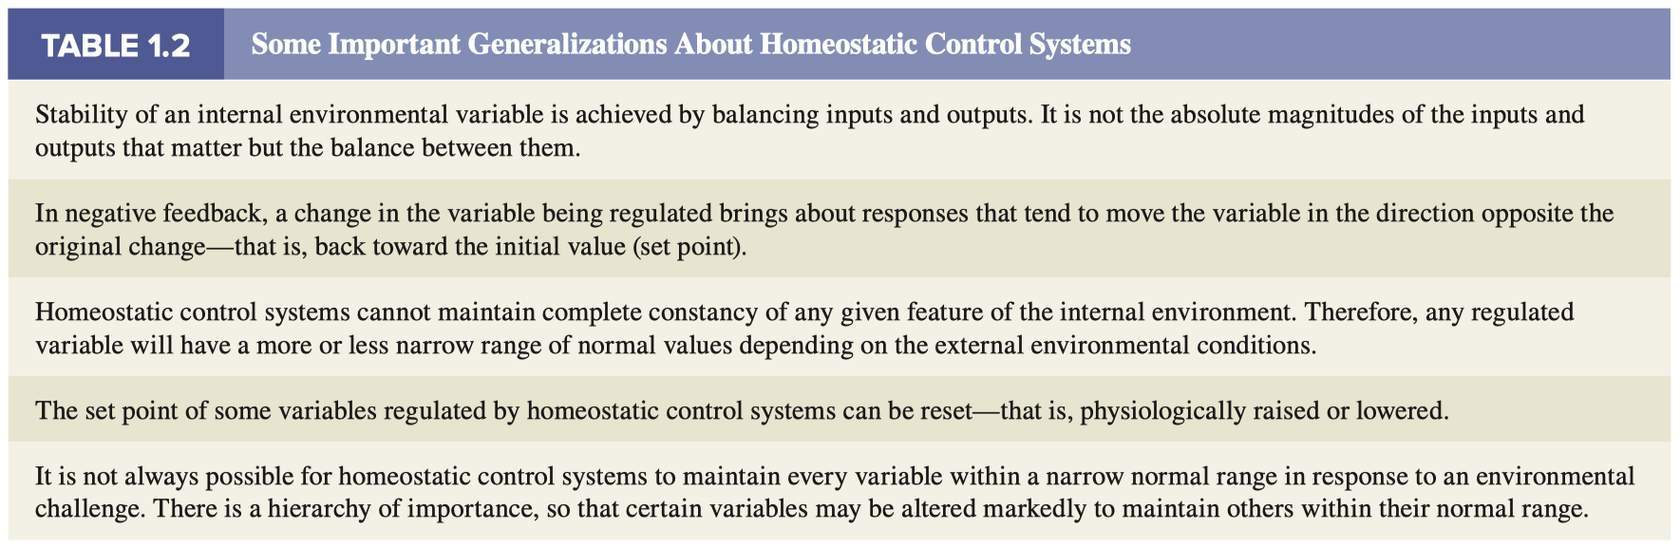 TABLE 1.2 Some Important Generalizations About Homeostatic Control Systems
Stability of an internal environmental variable is achieved by balancing inputs and outputs. It is not the absolute magnitudes of the inputs and
outputs that matter but the balance between them.
In negative feedback, a change in the variable being regulated brings about responses that tend to move the variable in the direction opposite the
original change—that is, back toward the initial value (set point).
Homeostatic control systems cannot maintain complete constancy of any given feature of the internal environment. Therefore, any regulated
variable will have a more or less narrow range of normal values depending on the external environmental conditions.
The set point of some variables regulated by homeostatic control systems can be reset—that is, physiologically raised or lowered.
It is not always possible for homeostatic control systems to maintain every variable within a narrow normal range in response to an environmental
challenge. There is a hierarchy of importance, so that certain variables may be altered markedly to maintain others within their normal range.